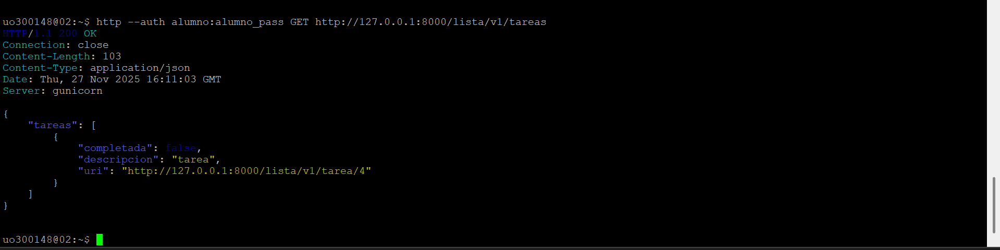 uo300148@02:~$ http --auth alumno:alumno_pass GET http://127.0.0.1:8000/lista/v1/tareas
HTTP/1.1 200 OK
Connection: close
Content-Length: 103
Content-Type: application/json
Date: Thu, 27 Nov 2025 16:11:03 GMT
Server: gunicorn
{
    "tareas": [
        {
            "completada": false,
            "descripcion": "tarea",
            "uri": "http://127.0.0.1:8000/lista/v1/tarea/4"
        }
    ]
}
uo300148@02:~$